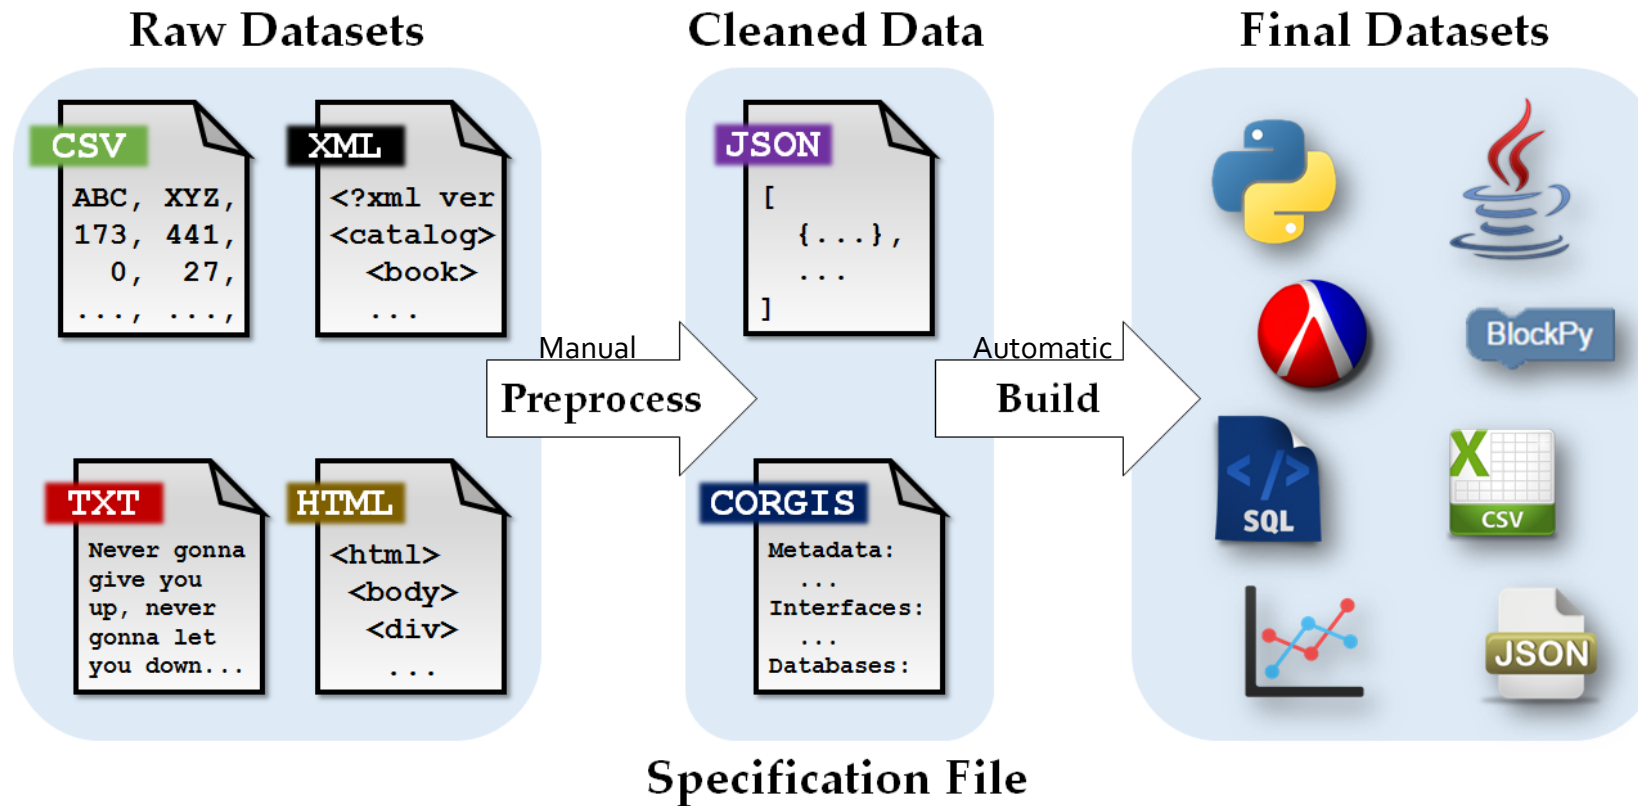 Raw Datasets
Cleaned Data
Final Datasets
CSV
ABC, XYZ,
173, 441,
0, 27,
..., ...,
XML
<?xml ver
<catalog>
<book>
...
TXT
Never gonna
give you
up, never
gonna let
you down...
HTML
<html>
<body>
<div>
...
Manual
Preprocess
JSON
[
{...},
...
]
CORGIS
Metadata:
...
Interfaces:
...
Databases:
Automatic
Build
BlockPy
</>
SQL
X
CSV
JSON
Specification File